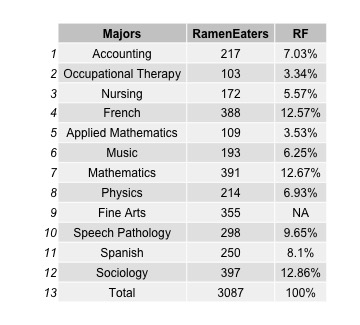 Majors RamenEaters RF
1 Accounting 217 7.03%
2 Occupational Therapy 103 3.34%
3 Nursing 172 5.57%
4 French 388 12.57%
5 Applied Mathematics 109 3.53%
6 Music 193 6.25%
7 Mathematics 391 12.67%
8 Physics 214 6.93%
9 Fine Arts 355 NA
10 Speech Pathology 298 9.65%
11 Spanish 250 8.1%
12 Sociology 397 12.86%
13 Total 3087 100%